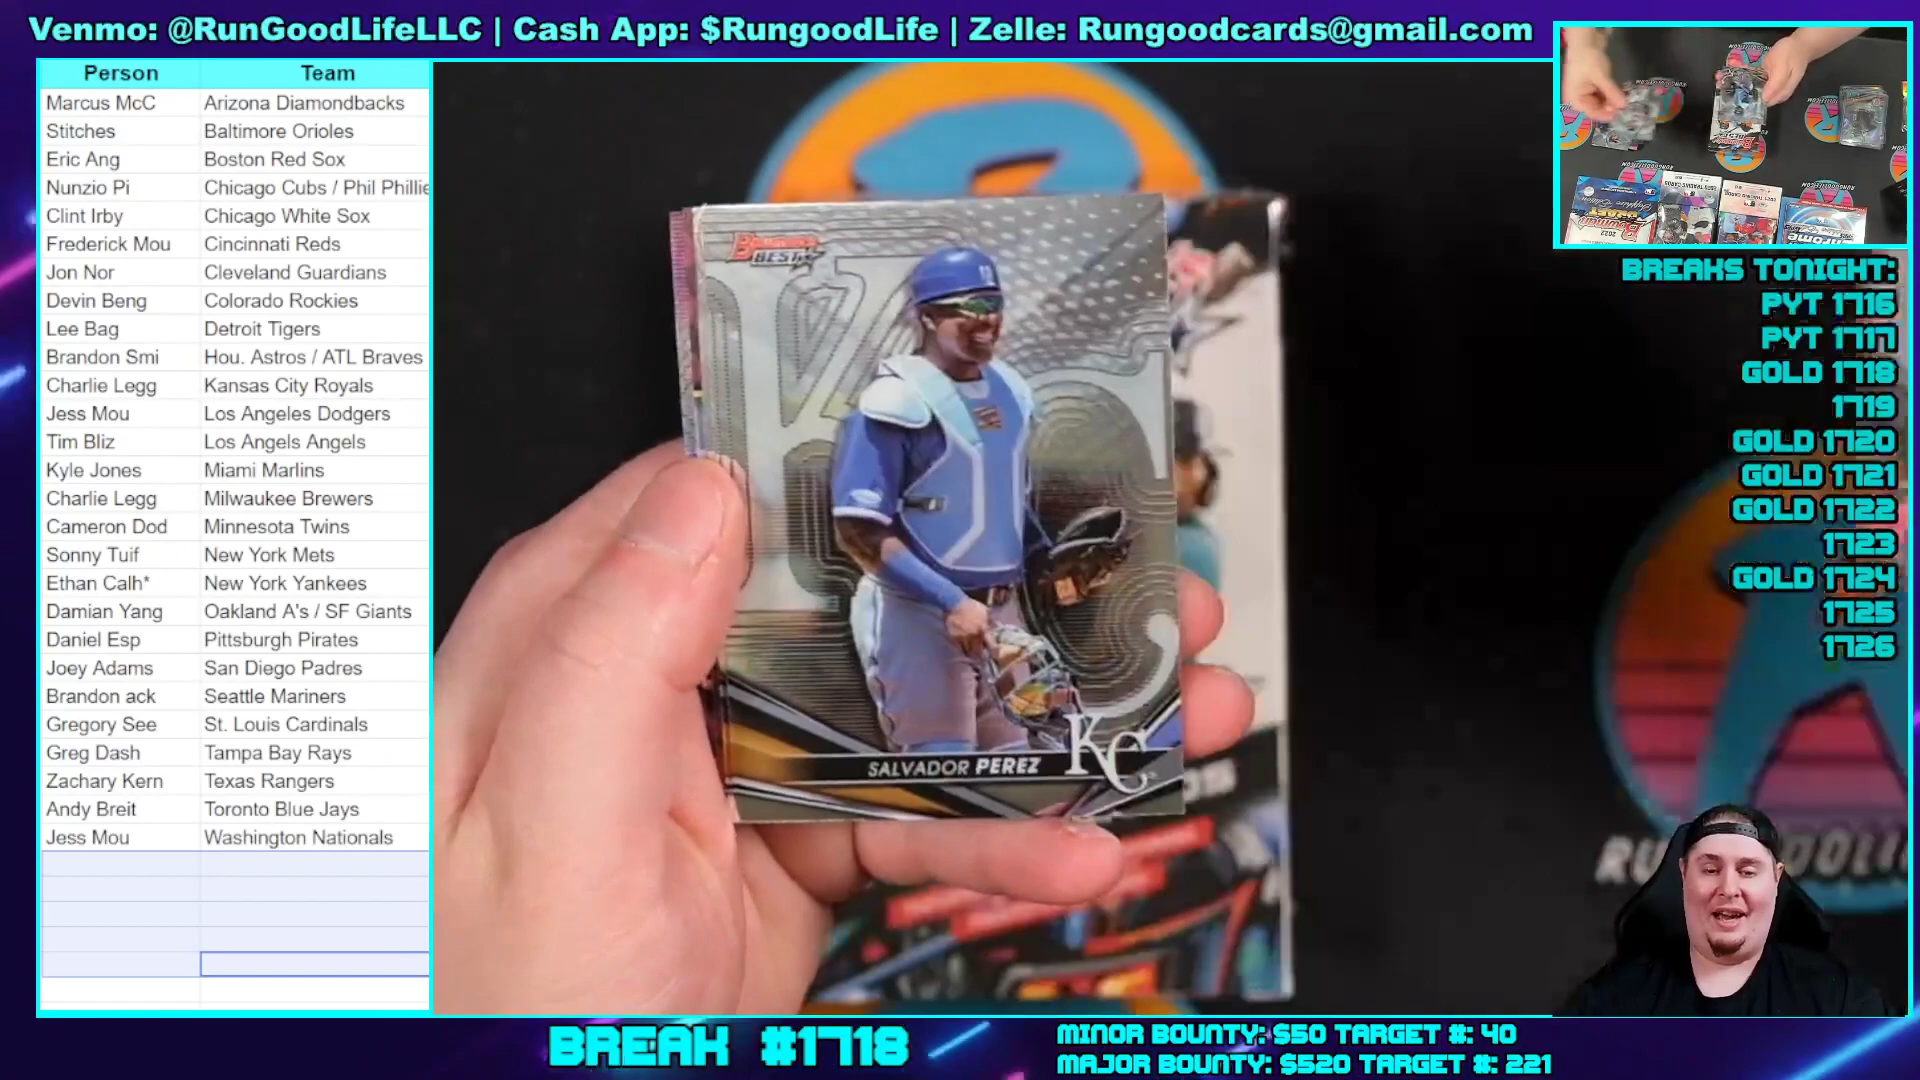 Venmo: @RunGoodLifeLLC | Cash App: $RungoodLife | Zelle: Rungoodcards@gmail.com
Person Team
Marcus McC Arizona Diamondbacks
Stitches Baltimore Orioles
Eric Ang Boston Red Sox
Nunzio Pi Chicago Cubs / Phil Phillie
Clint Irby Chicago White Sox
Frederick Mou Cincinnati Reds
Jon Nor Cleveland Guardians
Devin Beng Colorado Rockies
Lee Bag Detroit Tigers
Brandon Smi Hou. Astros / ATL Braves
Charlie Legg Kansas City Royals
Jess Mou Los Angeles Dodgers
Tim Bliz Los Angels Angels
Kyle Jones Miami Marlins
Charlie Legg Milwaukee Brewers
Cameron Dod Minnesota Twins
Sonny Tuif New York Mets
Ethan Calh* New York Yankees
Damian Yang Oakland A's / SF Giants
Daniel Esp Pittsburgh Pirates
Joey Adams San Diego Padres
Brandon ack Seattle Mariners
Gregory See St. Louis Cardinals
Greg Dash Tampa Bay Rays
Zachary Kern Texas Rangers
Andy Breit Toronto Blue Jays
Jess Mou Washington Nationals
BOWMAN'S
BEST
KC
SALVADOR PEREZ
KC
BREAKS TONIGHT:
PYT 1716
PYT 1717
GOLD 1718
1719
GOLD 1720
GOLD 1721
GOLD 1722
1723
GOLD 1724
1725
1726
BREAK #1718
MINOR BOUNTY: $50 TARGET #: 40
MAJOR BOUNTY: $520 TARGET #: 221